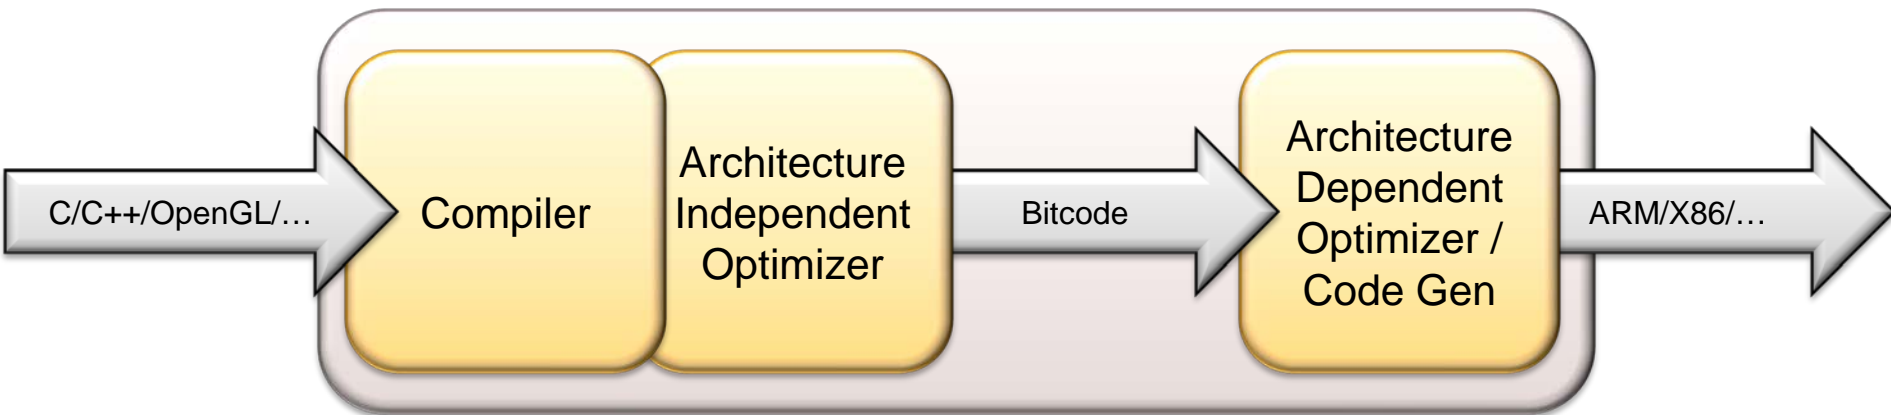 C/C++/OpenGL/…
Compiler
Architecture
Independent
Optimizer
Bitcode
Architecture
Dependent
Optimizer /
Code Gen
ARM/X86/…